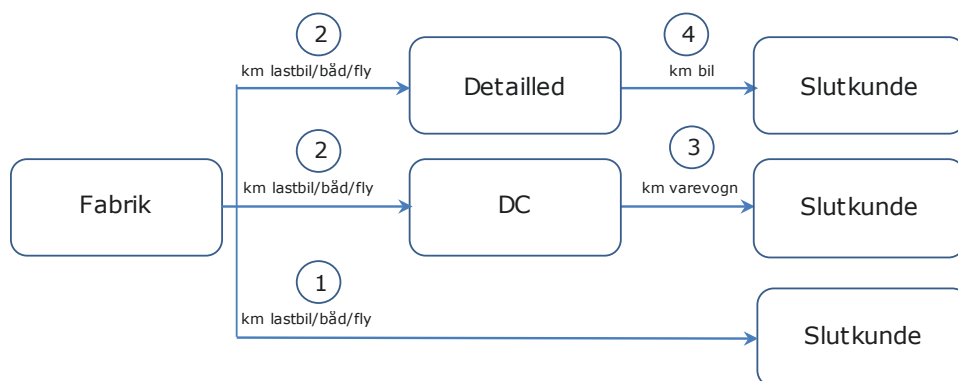 2
km lastbil/båd/fly
Detailled
4
km bil
Slutkunde
Fabrik
2
km lastbil/båd/fly
DC
3
km varevogn
Slutkunde
1
km lastbil/båd/fly
Slutkunde